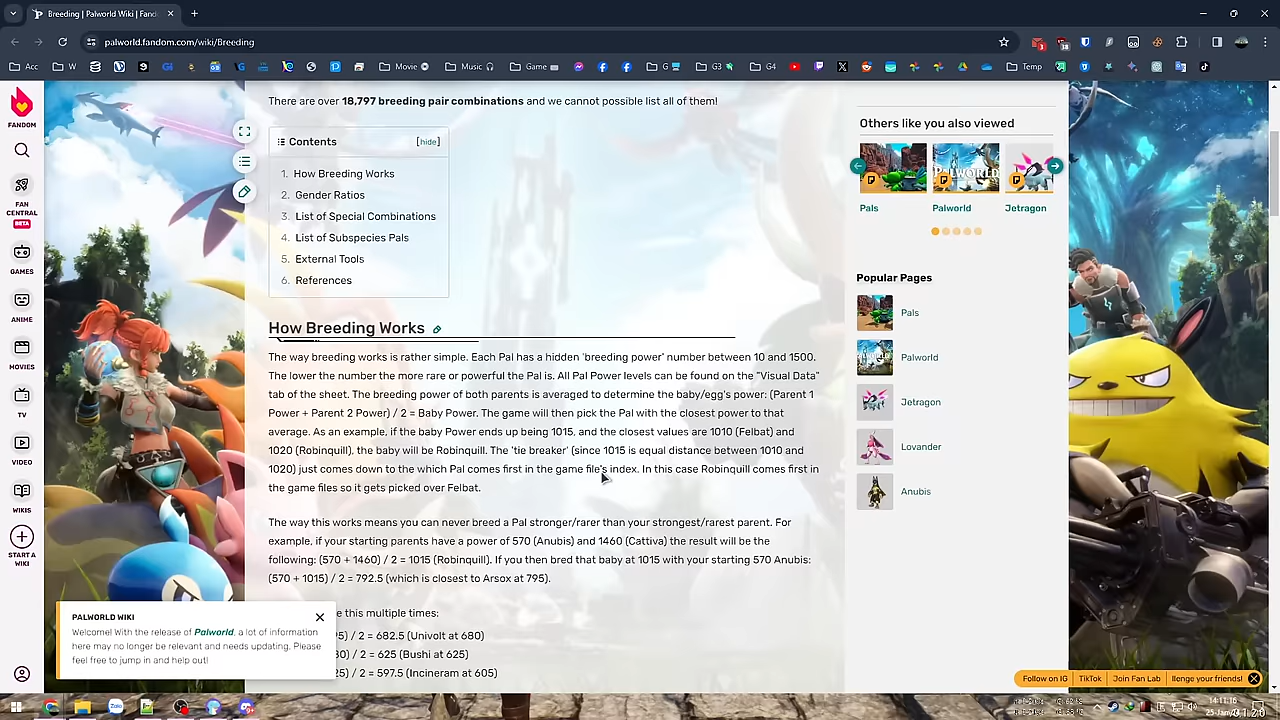 Breeding | Palworld Wiki | Fand
palworld.fandom.com/wiki/Breeding
Acc
W
Movie
Music
Game
G
G3
G4
Temp
FANDOM
FAN
CENTRAL
BETA
GAMES
ANIME
MOVIES
TV
VIDEO
WIKIS
START A
WIKI
There are over 18,797 breeding pair combinations and we cannot possible list all of them!
Contents [hide]
1. How Breeding Works
2. Gender Ratios
3. List of Special Combinations
4. List of Subspecies Pals
5. External Tools
6. References
How Breeding Works
The way breeding works is rather simple. Each Pal has a hidden 'breeding power' number between 10 and 1500.
The lower the number the more rare or powerful the Pal is. All Pal Power levels can be found on the "Visual Data"
tab of the sheet. The breeding power of both parents is averaged to determine the baby/egg's power: (Parent 1
Power + Parent 2 Power) / 2 = Baby Power. The game will then pick the Pal with the closest power to that
average. As an example, if the baby Power ends up being 1015, and the closest values are 1010 (Felbat) and
1020 (Robinquill), the baby will be Robinquill. The 'tie breaker' (since 1015 is equal distance between 1010 and
1020) just comes down to the which Pal comes first in the game file's index. In this case Robinquill comes first in
the game files so it gets picked over Felbat.
The way this works means you can never breed a Pal stronger/rarer than your strongest/rarest parent. For
example, if your starting parents have a power of 570 (Anubis) and 1460 (Cattiva) the result will be the
following: (570 + 1460) / 2 = 1015 (Robinquill). If you then bred that baby at 1015 with your starting 570 Anubis:
(570 + 1015) / 2 = 792.5 (which is closest to Arsox at 795).
e this multiple times:
5) / 2 = 682.5 (Univolt at 680)
30) / 2 = 625 (Bushi at 625)
25) / 2 = 597.5 (Incineram at 605)
PALWORLD WIKI
Welcome! With the release of Palworld, a lot of information
here may no longer be relevant and needs updating. Please
feel free to jump in and help out!
Others like you also viewed
PALWORLD
Pals
Palworld
Jetragon
Popular Pages
Pals
Palworld
Jetragon
Lovander
Anubis
Follow on IG
TikTok
Join Fan Lab
llenge your friends!
Zalo
14:11:16